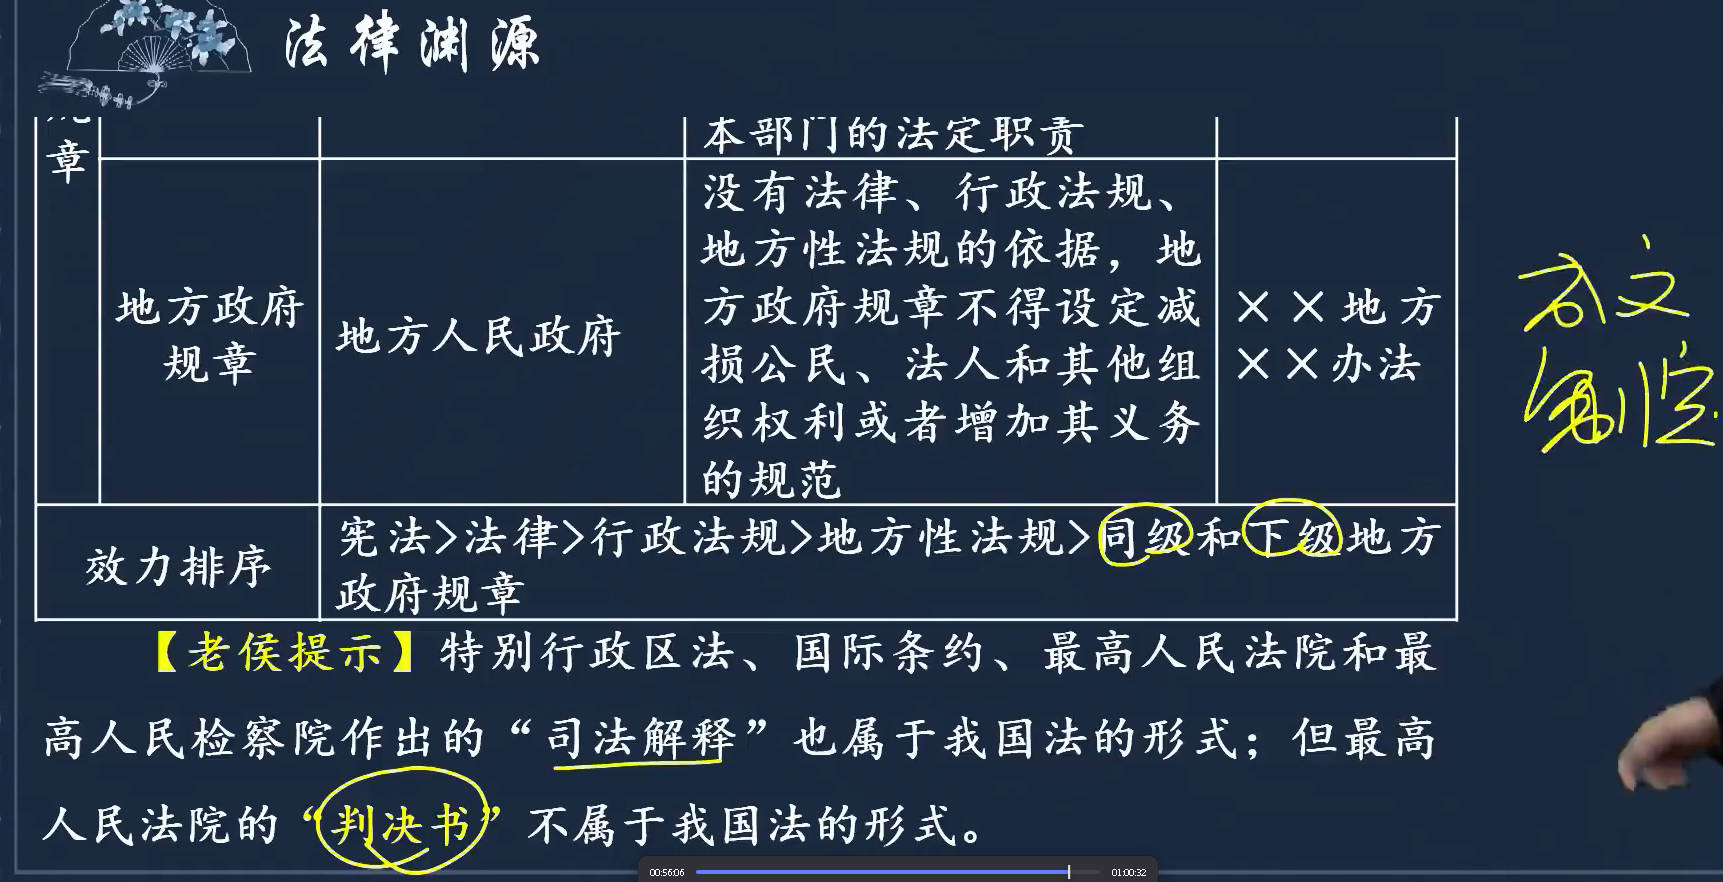 法律渊源
章
本部门的法定职责
地方政府
规章
地方人民政府
没有法律、行政法规、
地方性法规的依据，地
方政府规章不得设定减
损公民、法人和其他组
织权利或者增加其义务
的规范
××地方
××办法
效力排序
宪法>法律>行政法规>地方性法规>同级和下级地方
政府规章
【老侯提示】特别行政区法、国际条约、最高人民法院和最
高人民检察院作出的“司法解释”也属于我国法的形式；但最高
人民法院的“判决书”不属于我国法的形式。
00:56:06
01:00:32